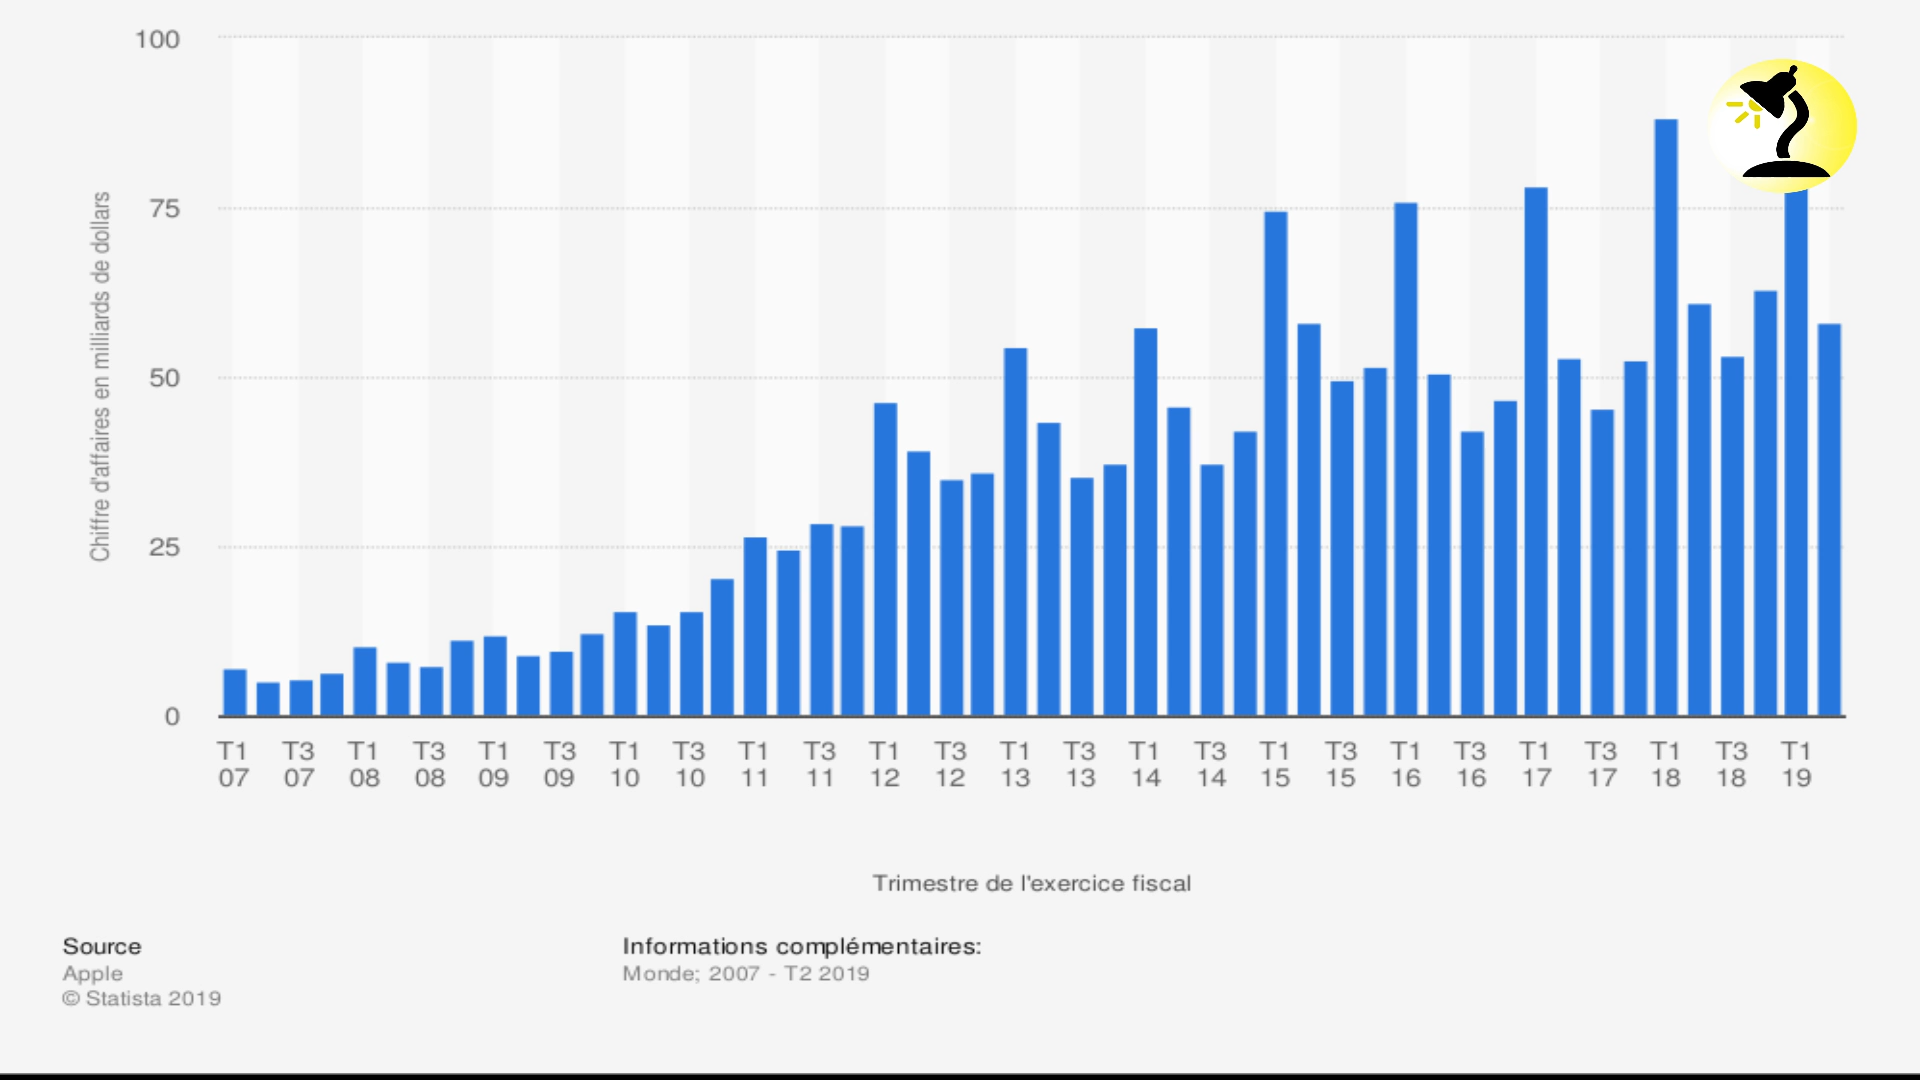 100
75
50
25
0
Chiffre d'affaires en milliards de dollars
T1 T3 T1 T3 T1 T3 T1 T3 T1 T3 T1 T3 T1 T3 T1 T3 T1 T3 T1 T3 T1 T3 T1 T3 T1
07 07 08 08 09 09 10 10 11 11 12 12 13 13 14 14 15 15 16 16 17 17 18 18 19
Trimestre de l'exercice fiscal
Source
Apple
© Statista 2019
Informations complémentaires:
Monde; 2007 - T2 2019